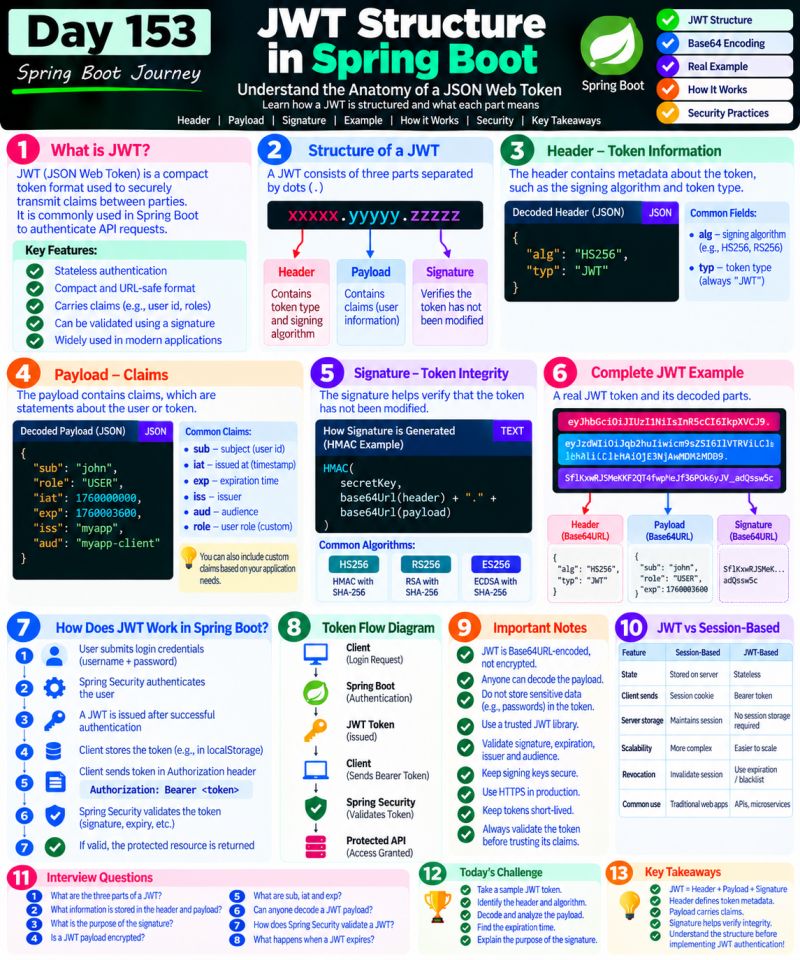 Day 153
Spring Boot Journey
JWT Structure
in Spring Boot
Understand the Anatomy of a JSON Web Token
Learn how a JWT is structured and what each part means
Header | Payload | Signature | Example | How it Works | Security | Key Takeaways
Spring Boot
JWT Structure
Base64 Encoding
Real Example
How It Works
Security Practices
1 What is JWT?
JWT (JSON Web Token) is a compact
token format used to securely
transmit claims between parties.
It is commonly used in Spring Boot
to authenticate API requests.
Key Features:
Stateless authentication
Compact and URL-safe format
Carries claims (e.g., user id, roles)
Can be validated using a signature
Widely used in modern applications
2 Structure of a JWT
A JWT consists of three parts separated
by dots (.)
xxxxx.yyyyy.zzzzz
Header
Contains
token type
and signing
algorithm
Payload
Contains
claims (user
information)
Signature
Verifies the
token has not
been modified
3 Header – Token Information
The header contains metadata about the token,
such as the signing algorithm and token type.
Decoded Header (JSON) JSON
{
"alg": "HS256",
"typ": "JWT"
}
Common Fields:
• alg – signing algorithm
(e.g., HS256, RS256)
• typ – token type
(always "JWT")
4 Payload – Claims
The payload contains claims, which are
statements about the user or token.
Decoded Payload (JSON) JSON
{
"sub": "john",
"role": "USER",
"iat": 1760000000,
"exp": 1760003600,
"iss": "myapp",
"aud": "myapp-client"
}
Common Claims:
• sub – subject (user id)
• iat – issued at (timestamp)
• exp – expiration time
• iss – issuer
• aud – audience
• role – user role (custom)
You can also include custom
claims based on your application
needs.
5 Signature – Token Integrity
The signature helps verify that the token
has not been modified.
How Signature is Generated
(HMAC Example)
TEXT
HMAC(
secretKey,
base64Url(header) + "." +
base64Url(payload)
)
Common Algorithms:
HS256
HMAC with
SHA-256
RS256
RSA with
SHA-256
ES256
ECDSA with
SHA-256
6 Complete JWT Example
A real JWT token and its decoded parts.
Header
(Base64URL)
{
"alg": "HS256",
"typ": "JWT"
}
Payload
(Base64URL)
{
"sub": "john",
"role": "USER",
"exp":1760003600
Signature
(Base64URL)
SflKxwRJSMeK...
adQssw5c
7 How Does JWT Work in Spring Boot?
1 User submits login credentials
(username + password)
2 Spring Security authenticates
the user
3 A JWT is issued after successful
authentication
4 Client stores the token (e.g., in localStorage)
5 Client sends token in Authorization header
Authorization: Bearer <token>
6 Spring Security validates the token
(signature, expiry, etc.)
7 If valid, the protected resource is returned
8 Token Flow Diagram
Client
(Login Request)
Spring Boot
(Authentication)
JWT Token
(issued)
Client
(Sends Bearer Token)
Spring Security
(Validates Token)
Protected API
(Access Granted)
9 Important Notes
JWT is Base64URL-encoded,
not encrypted.
Anyone can decode the payload.
Do not store sensitive data
(e.g., passwords) in the token.
Use a trusted JWT library.
Validate signature, expiration,
issuer and audience.
Keep signing keys secure.
Use HTTPS in production.
Keep tokens short-lived.
Always validate the token
before trusting its claims.
10 JWT vs Session-Based
Feature Session-Based JWT-Based
State Stored on server Stateless
Client sends Session cookie Bearer token
Server storage Maintains session No session storage required
Scalability More complex Easier to scale
Revocation Invalidate session Use expiration / blacklist
Common use Traditional web apps APIs, microservices
11 Interview Questions
1 What are the three parts of a JWT?
2 What information is stored in the header and payload?
3 What is the purpose of the signature?
4 Is a JWT payload encrypted?
5 What are sub, iat and exp?
6 Can anyone decode a JWT payload?
7 How does Spring Security validate a JWT?
8 What happens when a JWT expires?
12 Today's Challenge
Take a sample JWT token.
Identify the header and algorithm.
Decode and analyze the payload.
Find the expiration time.
Explain the purpose of the signature.
13 Key Takeaways
JWT = Header + Payload + Signature
Header defines token metadata.
Payload carries claims.
Signature helps verify integrity.
Understand the structure before
implementing JWT authentication!